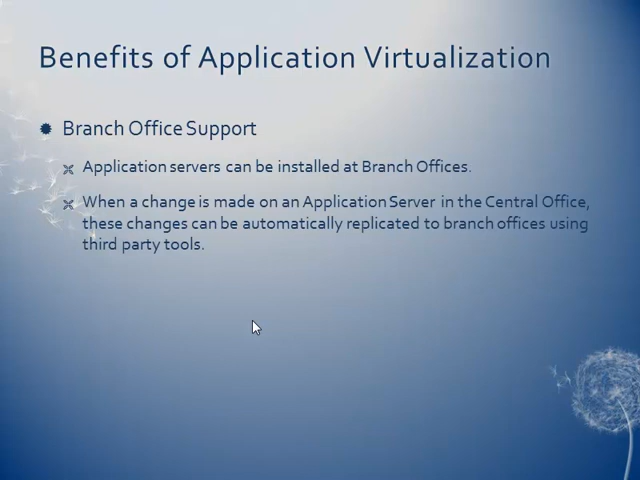 Benefits of Application Virtualization
Branch Office Support
Application servers can be installed at Branch Offices.
When a change is made on an Application Server in the Central Office,
these changes can be automatically replicated to branch offices using
third party tools.